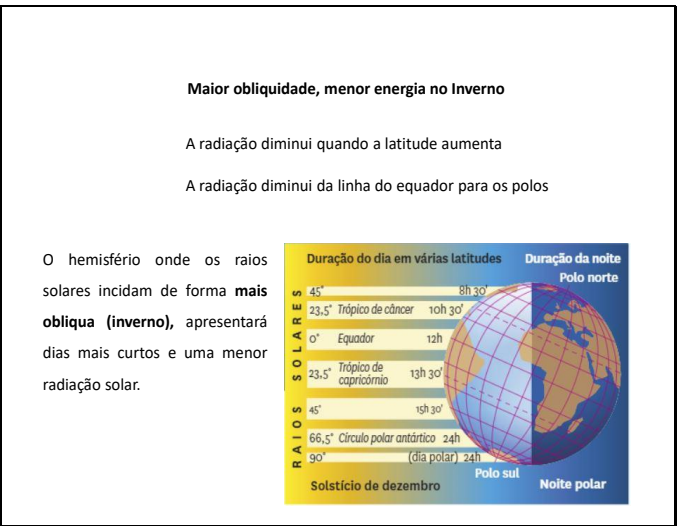 Maior obliquidade, menor energia no Inverno
A radiação diminui quando a latitude aumenta
A radiação diminui da linha do equador para os polos
O hemisfério onde os raios
solares incidam de forma mais
obliqua (inverno), apresentará
dias mais curtos e uma menor
radiação solar.
Duração do dia em várias latitudes
Duração da noite
Polo norte
RAIOS SOLARES
45° 8h 30'
23,5° Trópico de câncer 10h 30'
0° Equador 12h
23,5° Trópico de
capricórnio 13h 30'
45° 15h 30'
66,5° Círculo polar antártico 24h
90° (dia polar) 24h
Polo sul
Solstício de dezembro
Noite polar